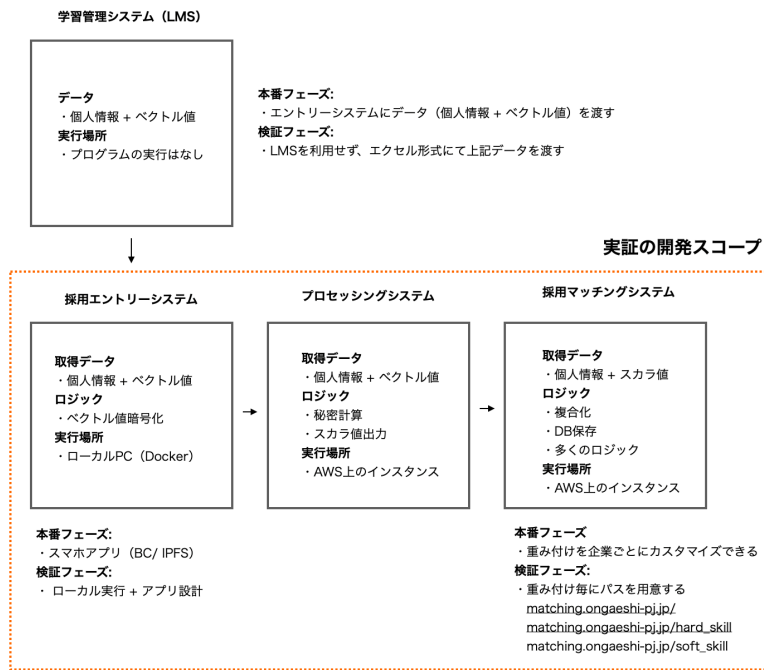 学習管理システム（LMS）
データ
・個人情報 + ベクトル値
実行場所
・プログラムの実行はなし
本番フェーズ:
・エントリーシステムにデータ（個人情報 + ベクトル値）を渡す
検証フェーズ:
・LMSを利用せず、エクセル形式にて上記データを渡す
実証の開発スコープ
採用エントリーシステム
取得データ
・個人情報 + ベクトル値
ロジック
・ベクトル値暗号化
実行場所
・ローカルPC（Docker）
本番フェーズ:
・スマホアプリ（BC/ IPFS）
検証フェーズ:
・ ローカル実行 + アプリ設計
プロセッシングシステム
取得データ
・個人情報 + ベクトル値
ロジック
・秘密計算
・スカラ値出力
実行場所
・AWS上のインスタンス
採用マッチングシステム
取得データ
・個人情報 + スカラ値
ロジック
・複合化
・DB保存
・多くのロジック
実行場所
・AWS上のインスタンス
本番フェーズ
・重み付けを企業ごとにカスタマイズできる
検証フェーズ:
・重み付け毎にパスを用意する
matching.ongaeshi-pj.jp/
matching.ongaeshi-pj.jp/hard_skill
matching.ongaeshi-pj.jp/soft_skill